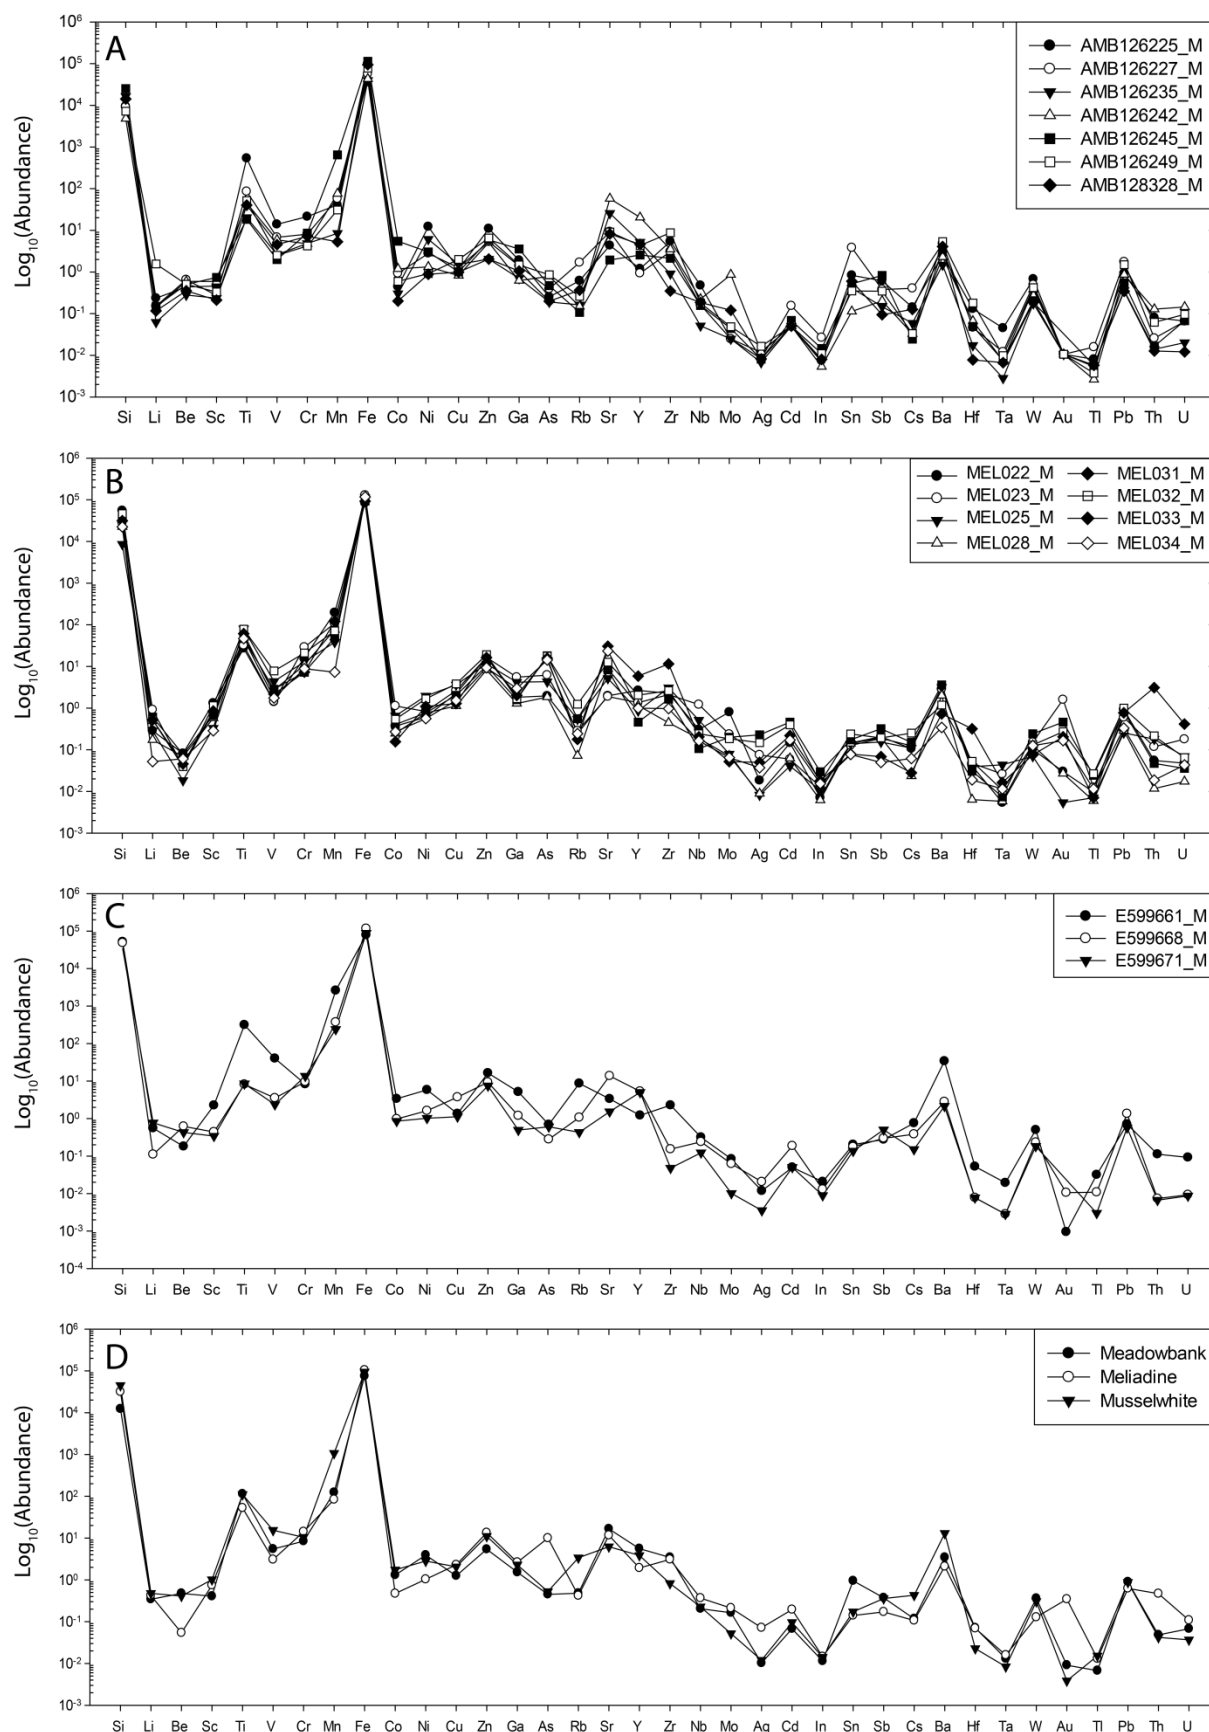 A
Log10(Abundance)
10^6
10^5
10^4
10^3
10^2
10^1
10^0
10^-1
10^-2
10^-3
AMB126225_M
AMB126227_M
AMB126235_M
AMB126242_M
AMB126245_M
AMB126249_M
AMB128328_M
Si Li Be Sc Ti V Cr Mn Fe Co Ni Cu Zn Ga As Rb Sr Y Zr Nb Mo Ag Cd In Sn Sb Cs Ba Hf Ta W Au Tl Pb Th U
B
Log10(Abundance)
10^6
10^5
10^4
10^3
10^2
10^1
10^0
10^-1
10^-2
10^-3
MEL022_M MEL031_M
MEL023_M MEL032_M
MEL025_M MEL033_M
MEL028_M MEL034_M
Si Li Be Sc Ti V Cr Mn Fe Co Ni Cu Zn Ga As Rb Sr Y Zr Nb Mo Ag Cd In Sn Sb Cs Ba Hf Ta W Au Tl Pb Th U
C
Log10(Abundance)
10^6
10^5
10^4
10^3
10^2
10^1
10^0
10^-1
10^-2
10^-3
10^-4
E599661_M
E599668_M
E599671_M
Si Li Be Sc Ti V Cr Mn Fe Co Ni Cu Zn Ga As Rb Sr Y Zr Nb Mo Ag Cd In Sn Sb Cs Ba Hf Ta W Au Tl Pb Th U
D
Log10(Abundance)
10^6
10^5
10^4
10^3
10^2
10^1
10^0
10^-1
10^-2
10^-3
Meadowbank
Meliadine
Musselwhite
Si Li Be Sc Ti V Cr Mn Fe Co Ni Cu Zn Ga As Rb Sr Y Zr Nb Mo Ag Cd In Sn Sb Cs Ba Hf Ta W Au Tl Pb Th U